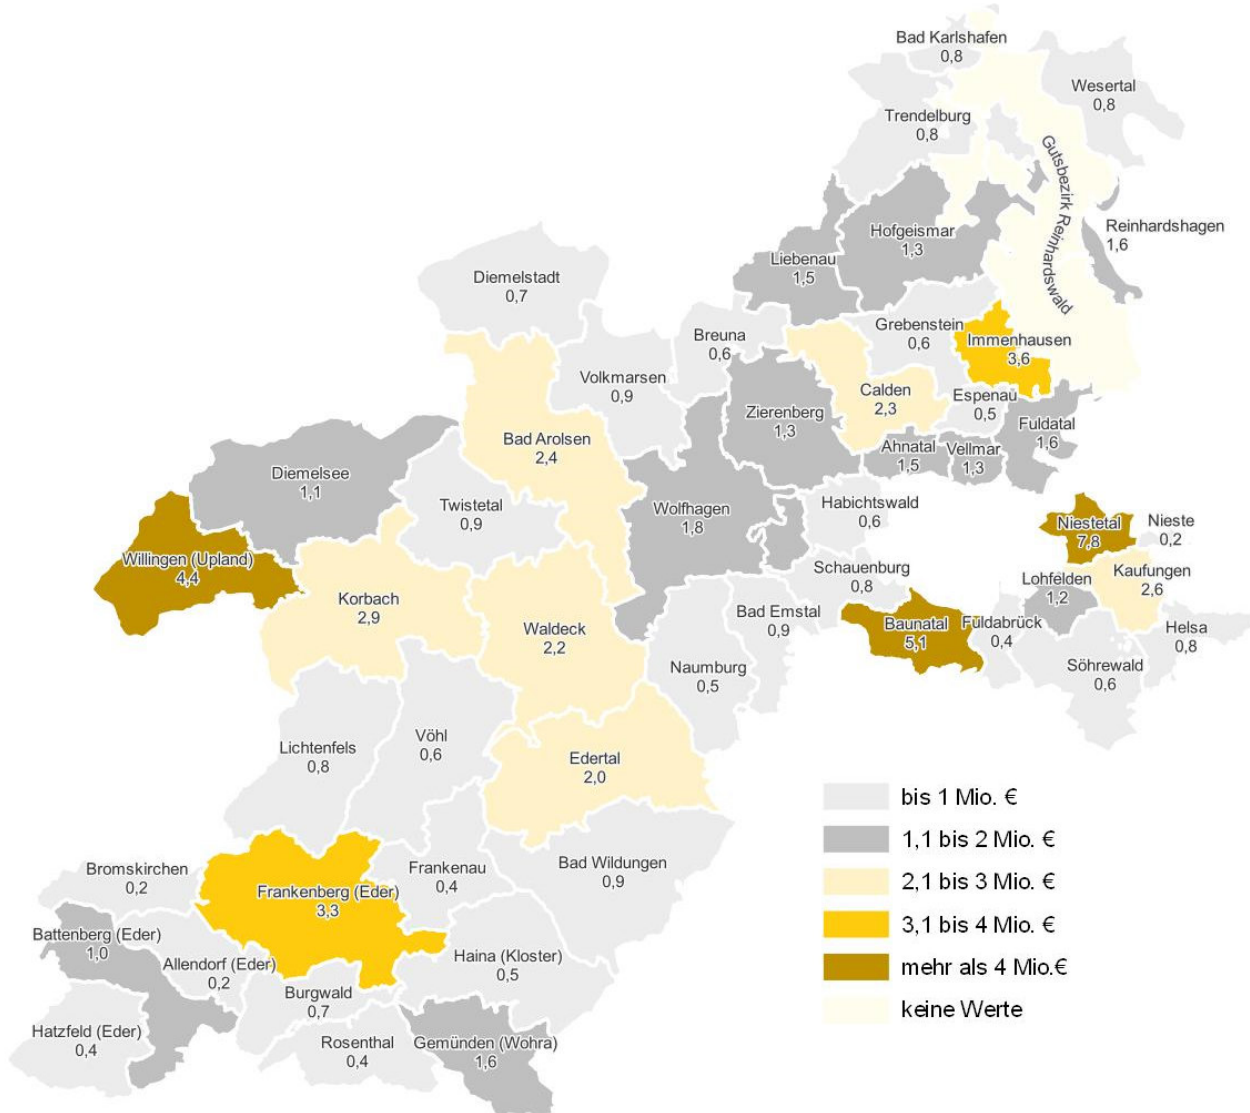 Bad Karlshafen
0,8
Wesertal
0,8
Trendelburg
0,8
Gutsbezirk Reinhardswald
Reinhardshagen
1,6
Hofgeismar
1,3
Liebenau
1,5
Diemelstadt
0,7
Grebenstein
0,6
Immenhausen
3,6
Breuna
0,6
Volkmarsen
0,9
Calden
2,3
Espenau
0,5
Zierenberg
1,3
Fuldatal
1,6
Bad Arolsen
2,4
Ahnatal
1,5
Vellmar
1,3
Diemelsee
1,1
Twistetal
0,9
Wolfhagen
1,8
Habichtswald
0,6
Niestetal
7,8
Nieste
0,2
Willingen (Upland)
4,4
Schauenburg
0,8
Lohfelden
1,2
Kaufungen
2,6
Korbach
2,9
Waldeck
2,2
Bad Emstal
0,9
Baunatal
5,1
Fuldabrück
0,4
Helsa
0,8
Naumburg
0,5
Söhrewald
0,6
Lichtenfels
0,8
Vöhl
0,6
Edertal
2,0
bis 1 Mio. €
1,1 bis 2 Mio. €
2,1 bis 3 Mio. €
3,1 bis 4 Mio. €
mehr als 4 Mio.€
keine Werte
Bromskirchen
0,2
Frankenberg (Eder)
3,3
Frankenau
0,4
Bad Wildungen
0,9
Battenberg (Eder)
1,0
Allendorf (Eder)
0,2
Haina (Kloster)
0,5
Burgwald
0,7
Hatzfeld (Eder)
0,4
Rosenthal
0,4
Gemünden (Wohra)
1,6